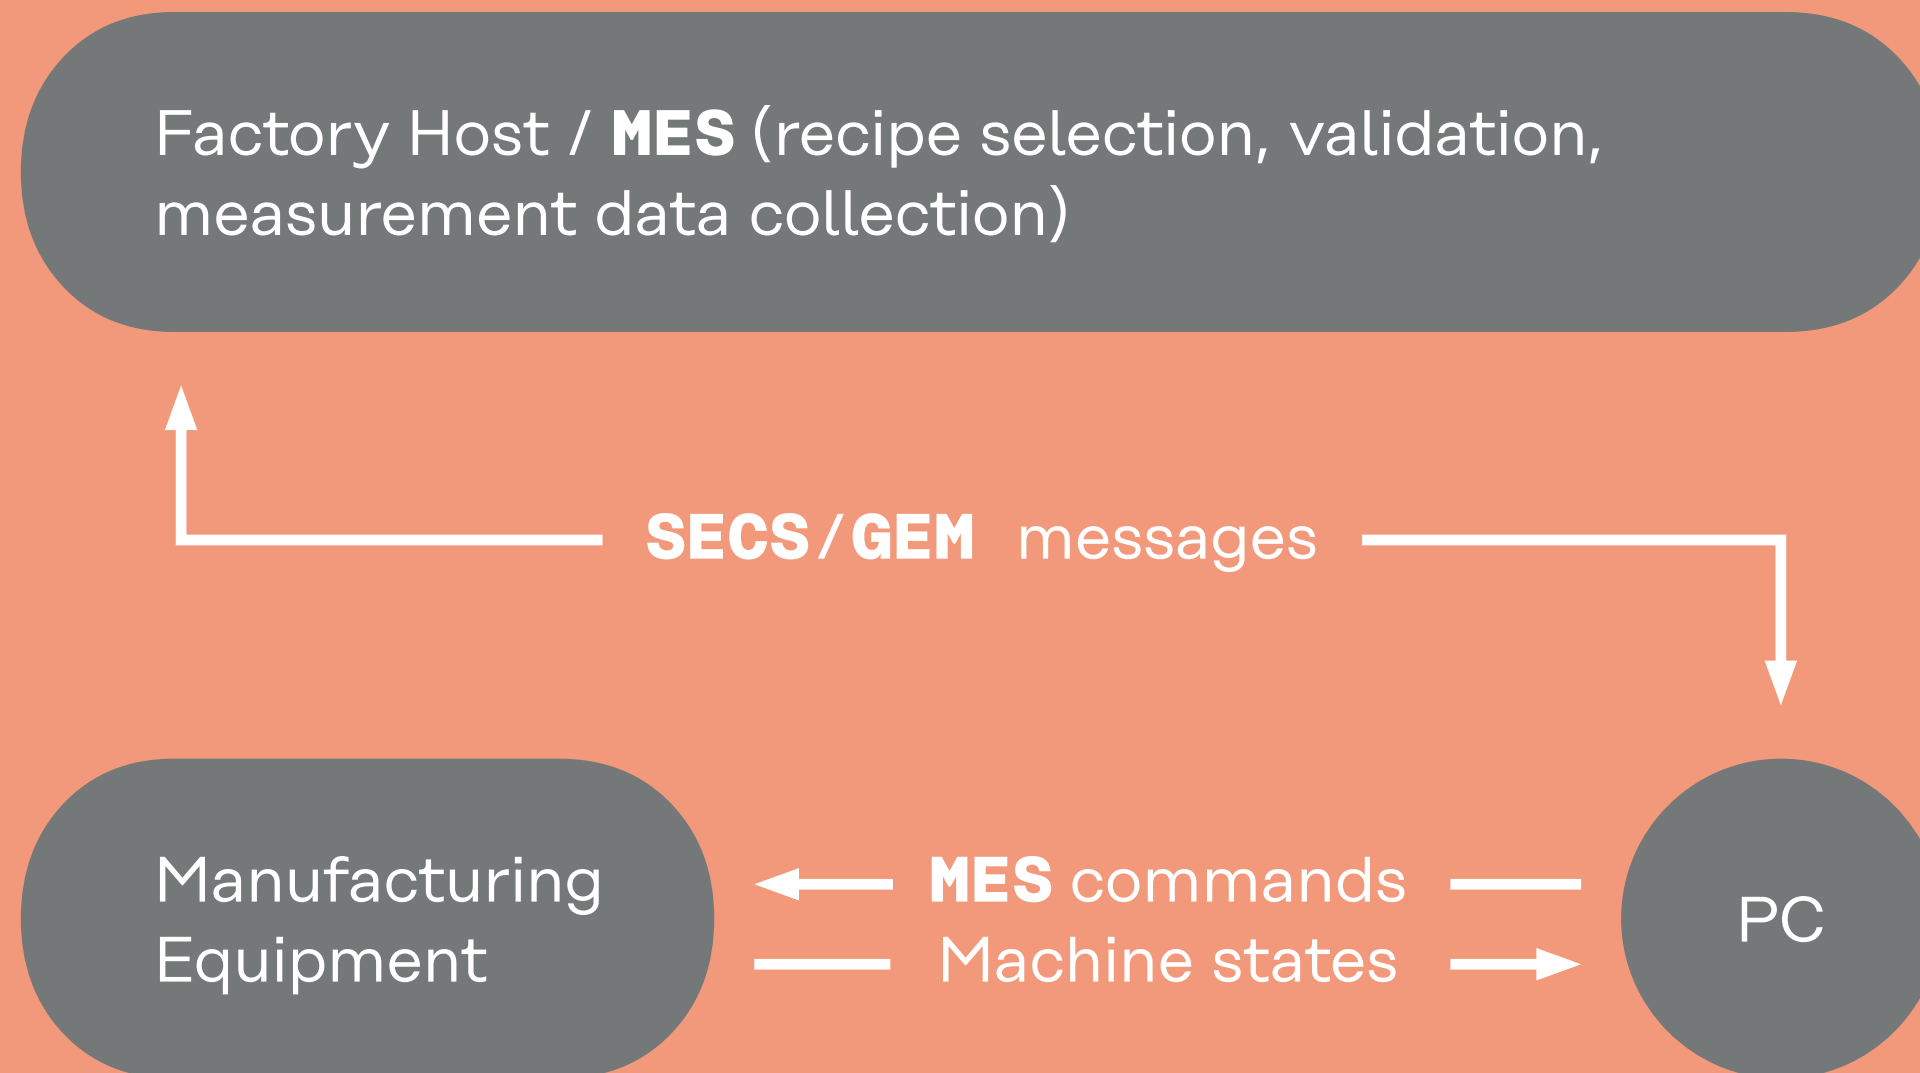 Factory Host / MES (recipe selection, validation,
measurement data collection)
SECS/GEM messages
Manufacturing
Equipment
MES commands
Machine states
PC